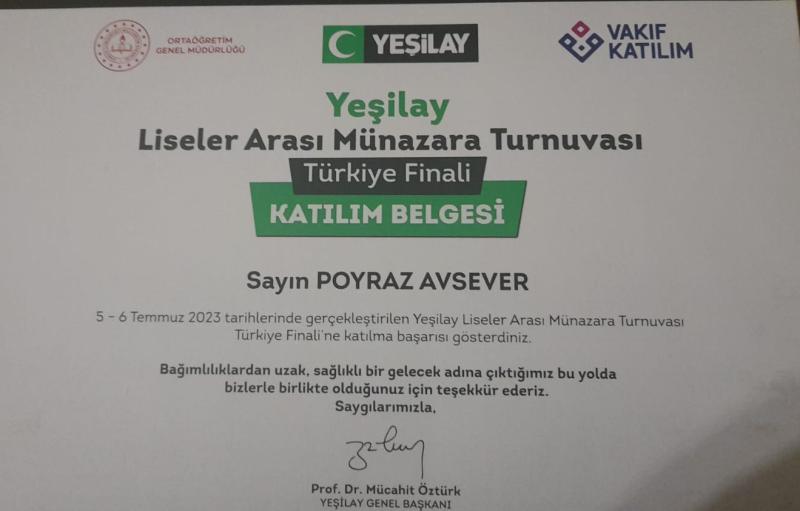 ORTAÖĞRETİM
GENEL MÜDÜRLÜĞÜ
YEŞİLAY
VAKIF
KATILIM
Yeşilay
Liseler Arası Münazara Turnuvası
Türkiye Finali
KATILIM BELGESİ
Sayın POYRAZ AVSEVER
5 – 6 Temmuz 2023 tarihlerinde gerçekleştirilen Yeşilay Liseler Arası Münazara Turnuvası
Türkiye Finali'ne katılma başarısı gösterdiniz.
Bağımlılıklardan uzak, sağlıklı bir gelecek adına çıktığımız bu yolda
bizlerle birlikte olduğunuz için teşekkür ederiz.
Saygılarımızla,
Prof. Dr. Mücahit Öztürk
YEŞİLAY GENEL BAŞKANI